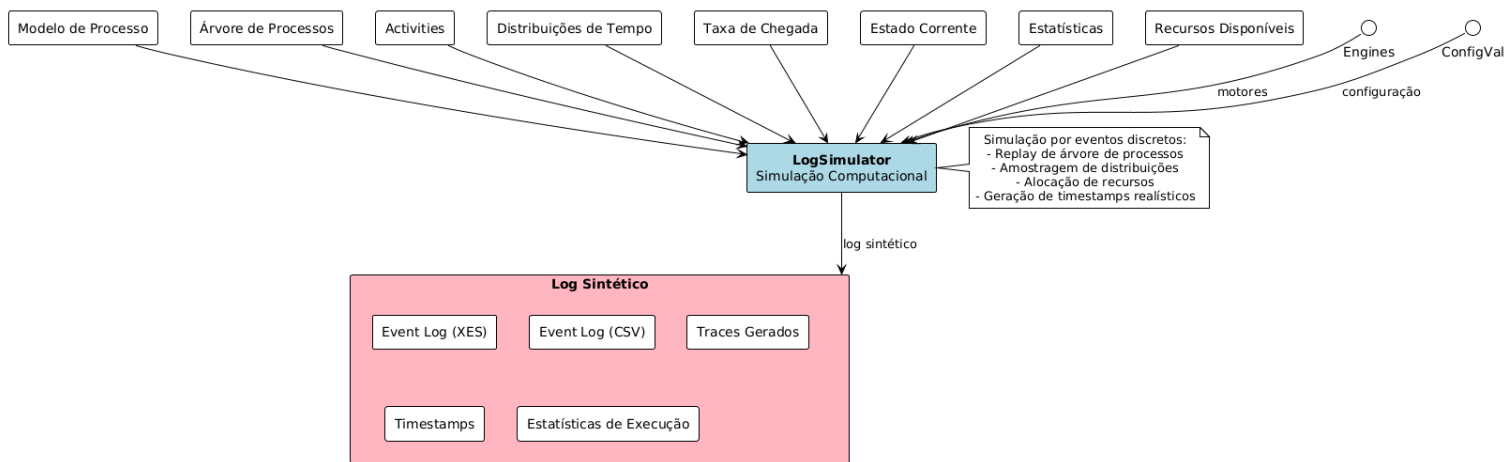 Modelo de Processo
Árvore de Processos
Activities
Distribuições de Tempo
Taxa de Chegada
Estado Corrente
Estatísticas
Recursos Disponíveis
Engines
ConfigVal
motores
configuração
LogSimulator
Simulação Computacional
Simulação por eventos discretos:
- Replay de árvore de processos
- Amostragem de distribuições
- Alocação de recursos
- Geração de timestamps realísticos
log sintético
Log Sintético
Event Log (XES)
Event Log (CSV)
Traces Gerados
Timestamps
Estatísticas de Execução